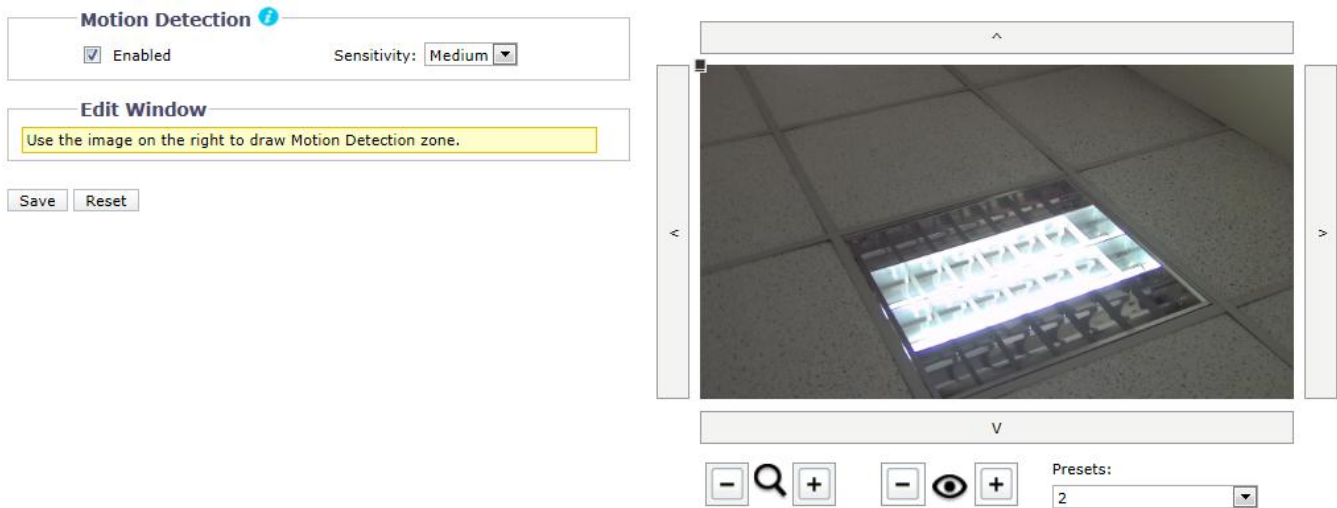 Motion Detection
Enabled
Sensitivity: Medium
Edit Window
Use the image on the right to draw Motion Detection zone.
Save Reset
^
<
>
V
Presets:
2